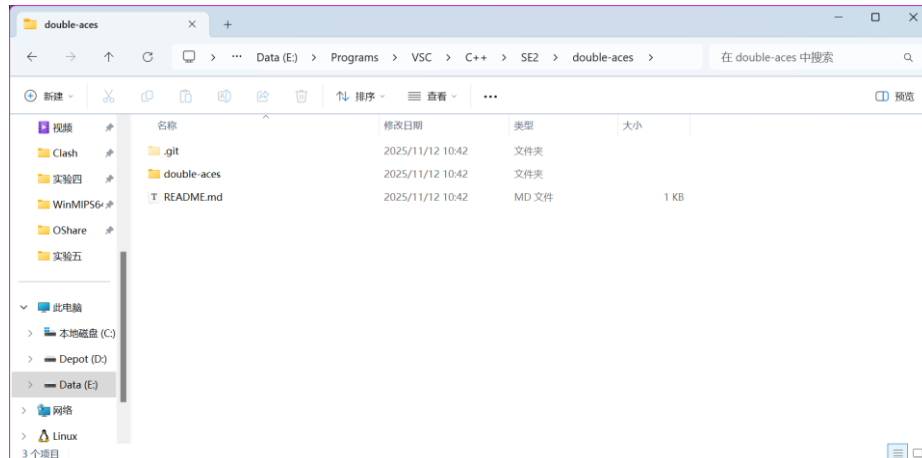 double-aces
Data (E:) > Programs > VSC > C++ > SE2 > double-aces > 在 double-aces 中搜索
新建 排序 查看 预览
名称 修改日期 类型 大小
视频
Clash
实验四
WinMIPS64
OShare
实验五
此电脑
本地磁盘 (C:)
Depot (D:)
Data (E:)
网络
Linux
.git 2025/11/12 10:42 文件夹
double-aces 2025/11/12 10:42 文件夹
README.md 2025/11/12 10:42 MD 文件 1 KB
3 个项目